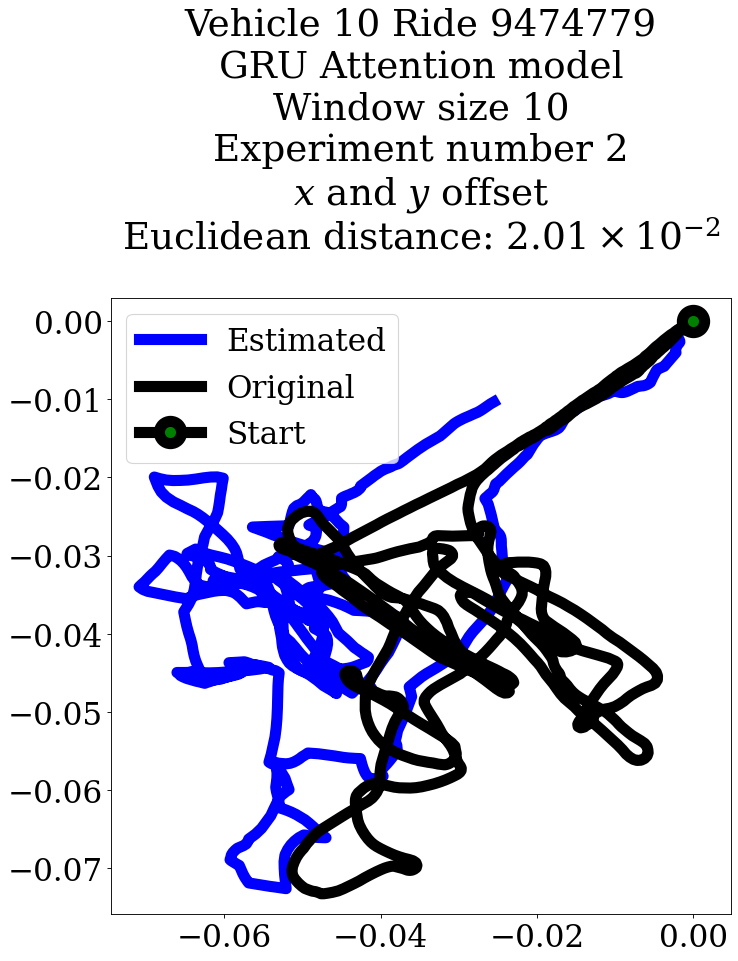 Vehicle 10 Ride 9474779
GRU Attention model
Window size 10
Experiment number 2
x and y offset
Euclidean distance: 2.01 × 10⁻²
Estimated
Original
Start
0.00
−0.01
−0.02
−0.03
−0.04
−0.05
−0.06
−0.07
−0.06
−0.04
−0.02
0.00